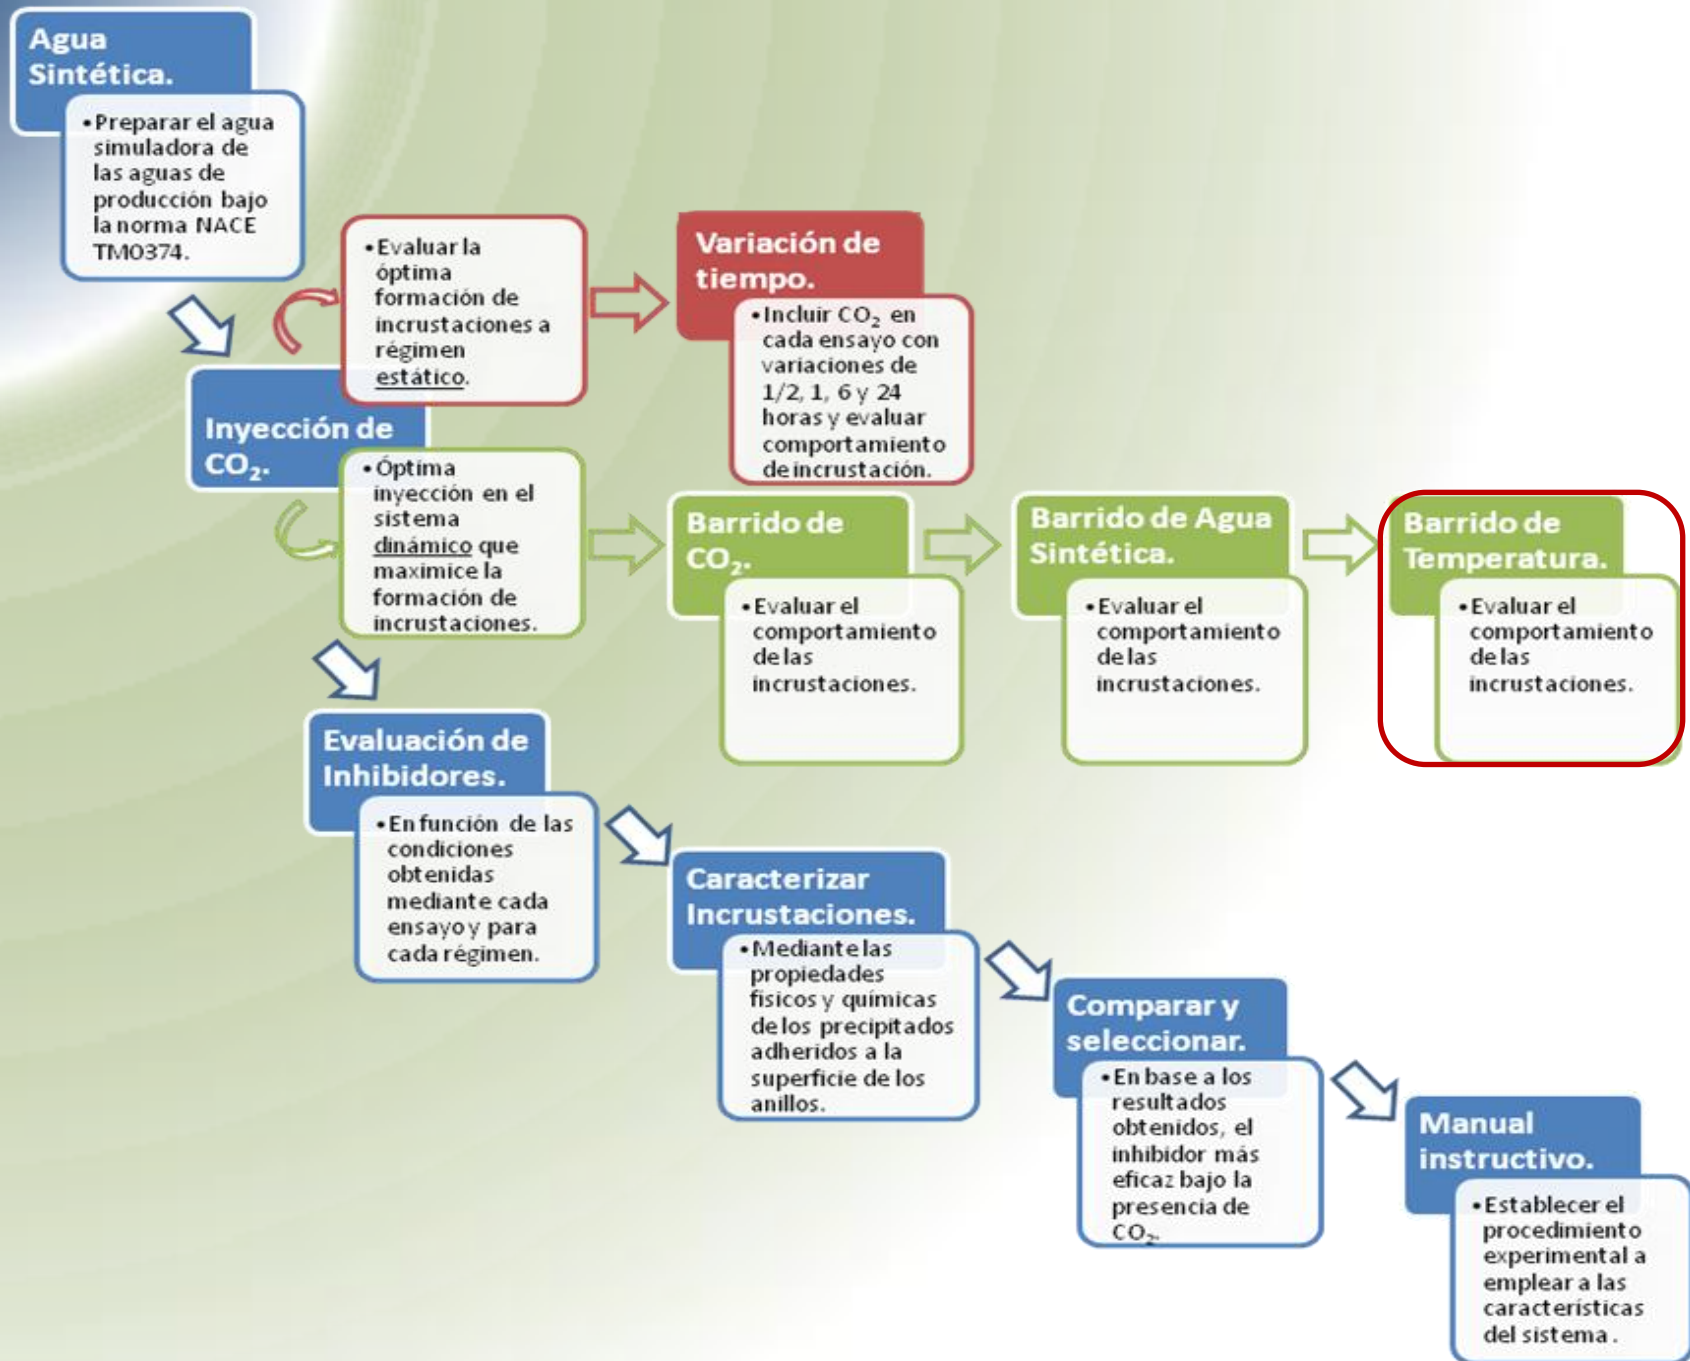 Agua
Sintética.
•Preparar el agua
simuladora de
las aguas de
producción bajo
la norma NACE
TM0374.
•Evaluar la
óptima
formación de
incrustaciones a
régimen
estático.
Variación de
tiempo.
•Incluir CO₂ en
cada ensayo con
variaciones de
1/2, 1, 6 y 24
horas y evaluar
comportamiento
de incrustación.
Inyección de
CO₂.
•Óptima
inyección en el
sistema
dinámico que
maximice la
formación de
incrustaciones.
Barrido de
CO₂.
•Evaluar el
comportamiento
de las
incrustaciones.
Barrido de Agua
Sintética.
•Evaluar el
comportamiento
de las
incrustaciones.
Barrido de
Temperatura.
•Evaluar el
comportamiento
de las
incrustaciones.
Evaluación de
Inhibidores.
•En función de las
condiciones
obtenidas
mediante cada
ensayo y para
cada régimen.
Caracterizar
Incrustaciones.
•Mediante las
propiedades
físicos y químicas
de los precipitados
adheridos a la
superficie de los
anillos.
Comparar y
seleccionar.
•En base a los
resultados
obtenidos, el
inhibidor más
eficaz bajo la
presencia de
CO₂.
Manual
instructivo.
•Establecer el
procedimiento
experimental a
emplear a las
características
del sistema.